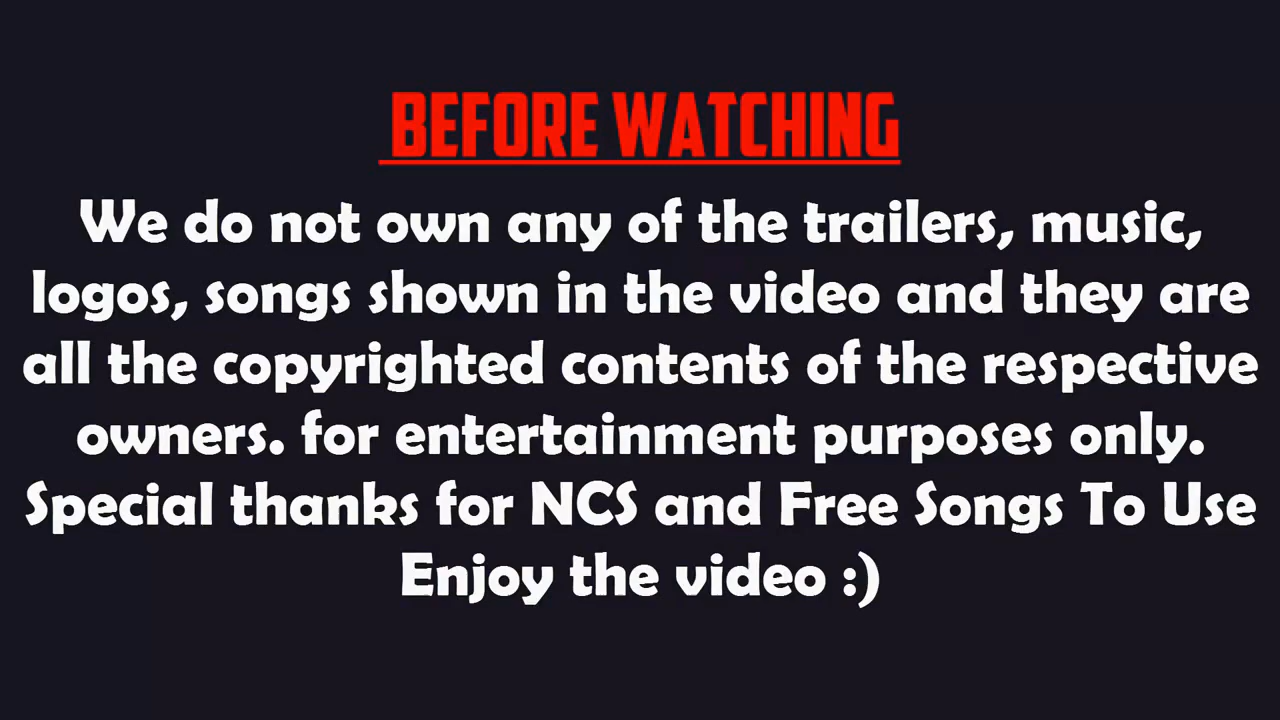 BEFORE WATCHING
We do not own any of the trailers, music,
logos, songs shown in the video and they are
all the copyrighted contents of the respective
owners. for entertainment purposes only.
Special thanks for NCS and Free Songs To Use
Enjoy the video :)